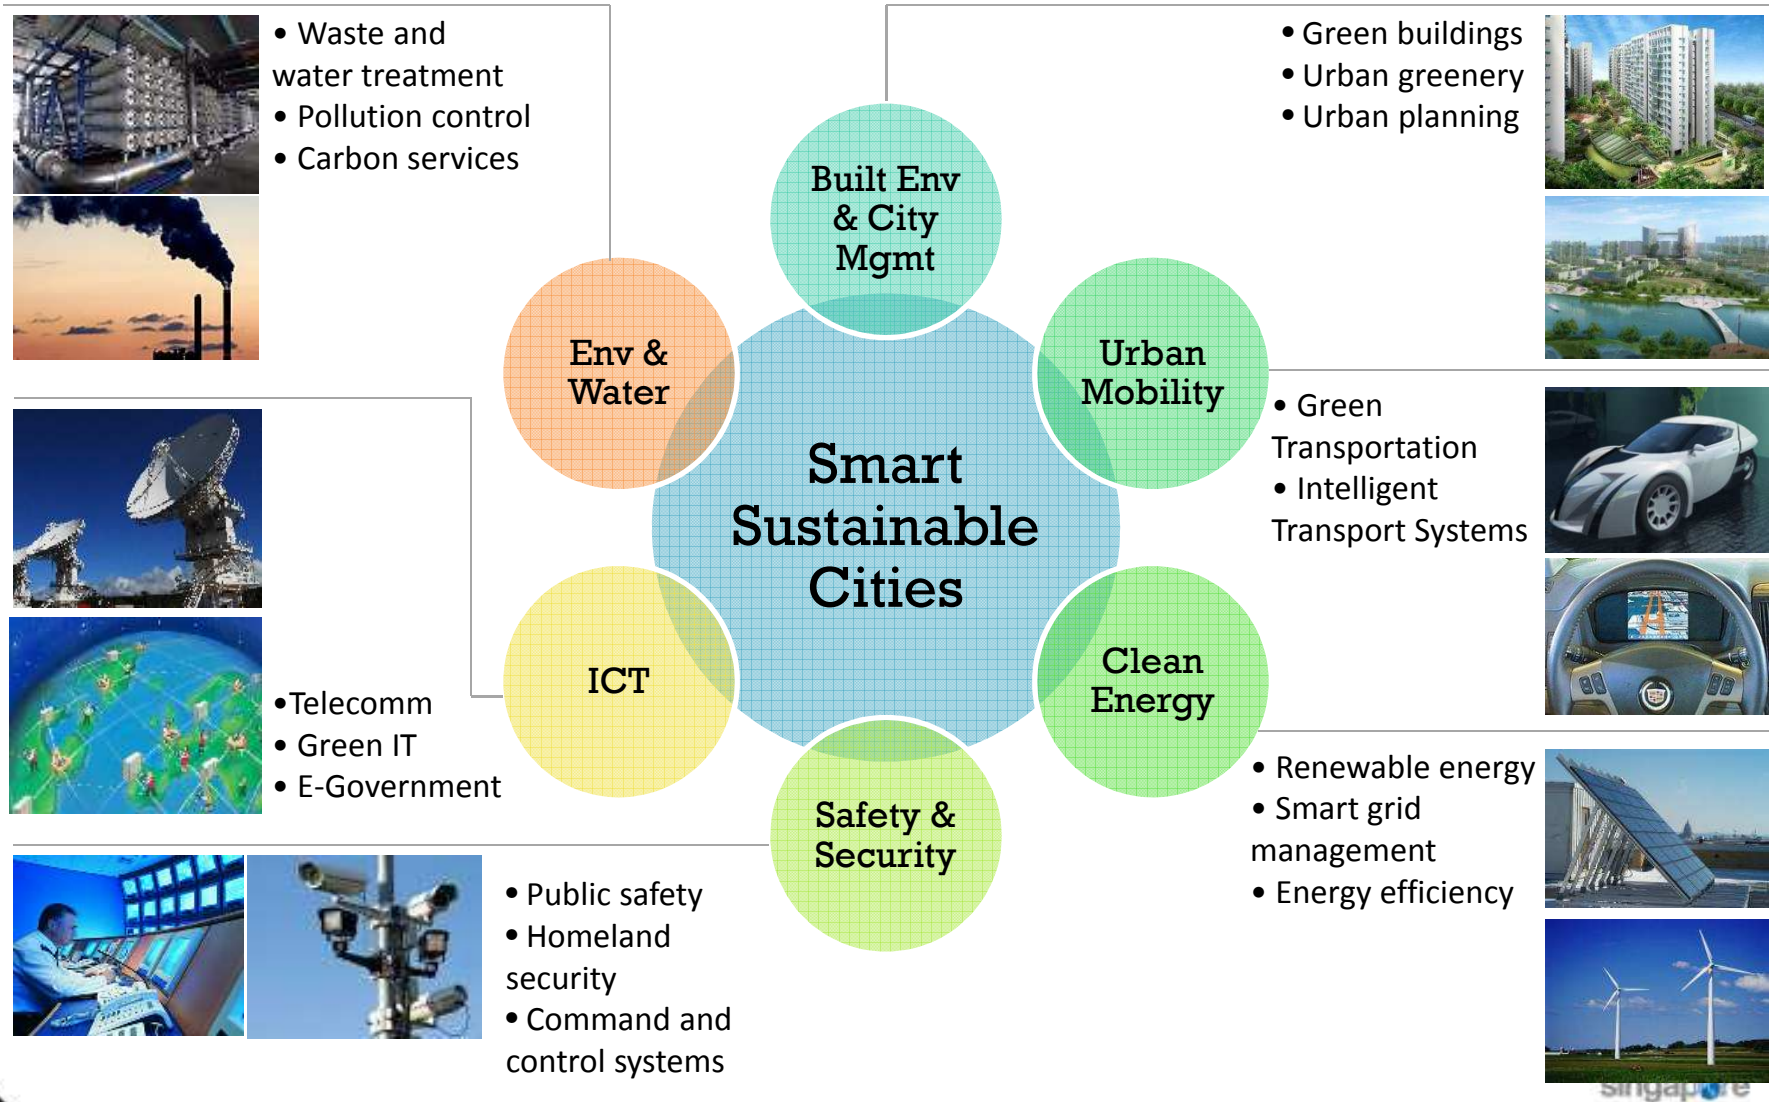 • Waste and
water treatment
• Pollution control
• Carbon services
• Green buildings
• Urban greenery
• Urban planning
Built Env
& City
Mgmt
Env &
Water
Urban
Mobility
• Green
Transportation
• Intelligent
Transport Systems
Smart
Sustainable
Cities
ICT
•Telecomm
• Green IT
• E-Government
Clean
Energy
• Renewable energy
• Smart grid
management
• Energy efficiency
Safety &
Security
• Public safety
• Homeland
security
• Command and
control systems
singapore